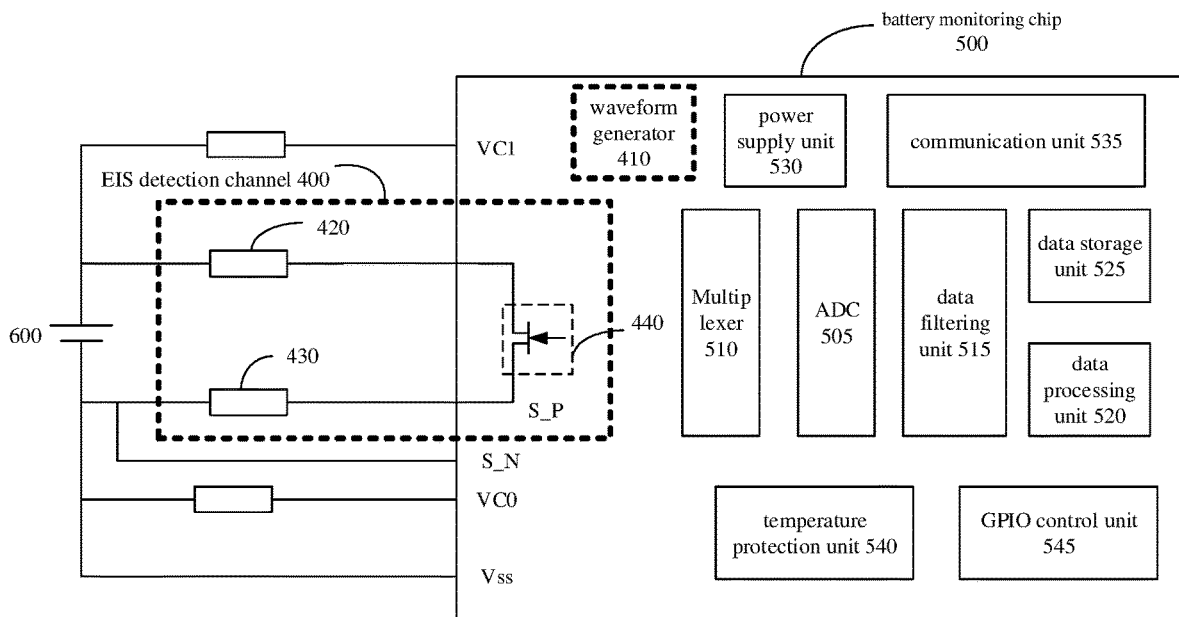 battery monitoring chip
500
waveform
generator
410
power
supply unit
530
communication unit 535
VC1
EIS detection channel 400
420
data storage
unit 525
Multip
lexer
510
ADC
505
data
filtering
unit 515
440
600
430
data
processing
unit 520
S_P
S_N
VC0
temperature
protection unit 540
GPIO control unit
545
Vss